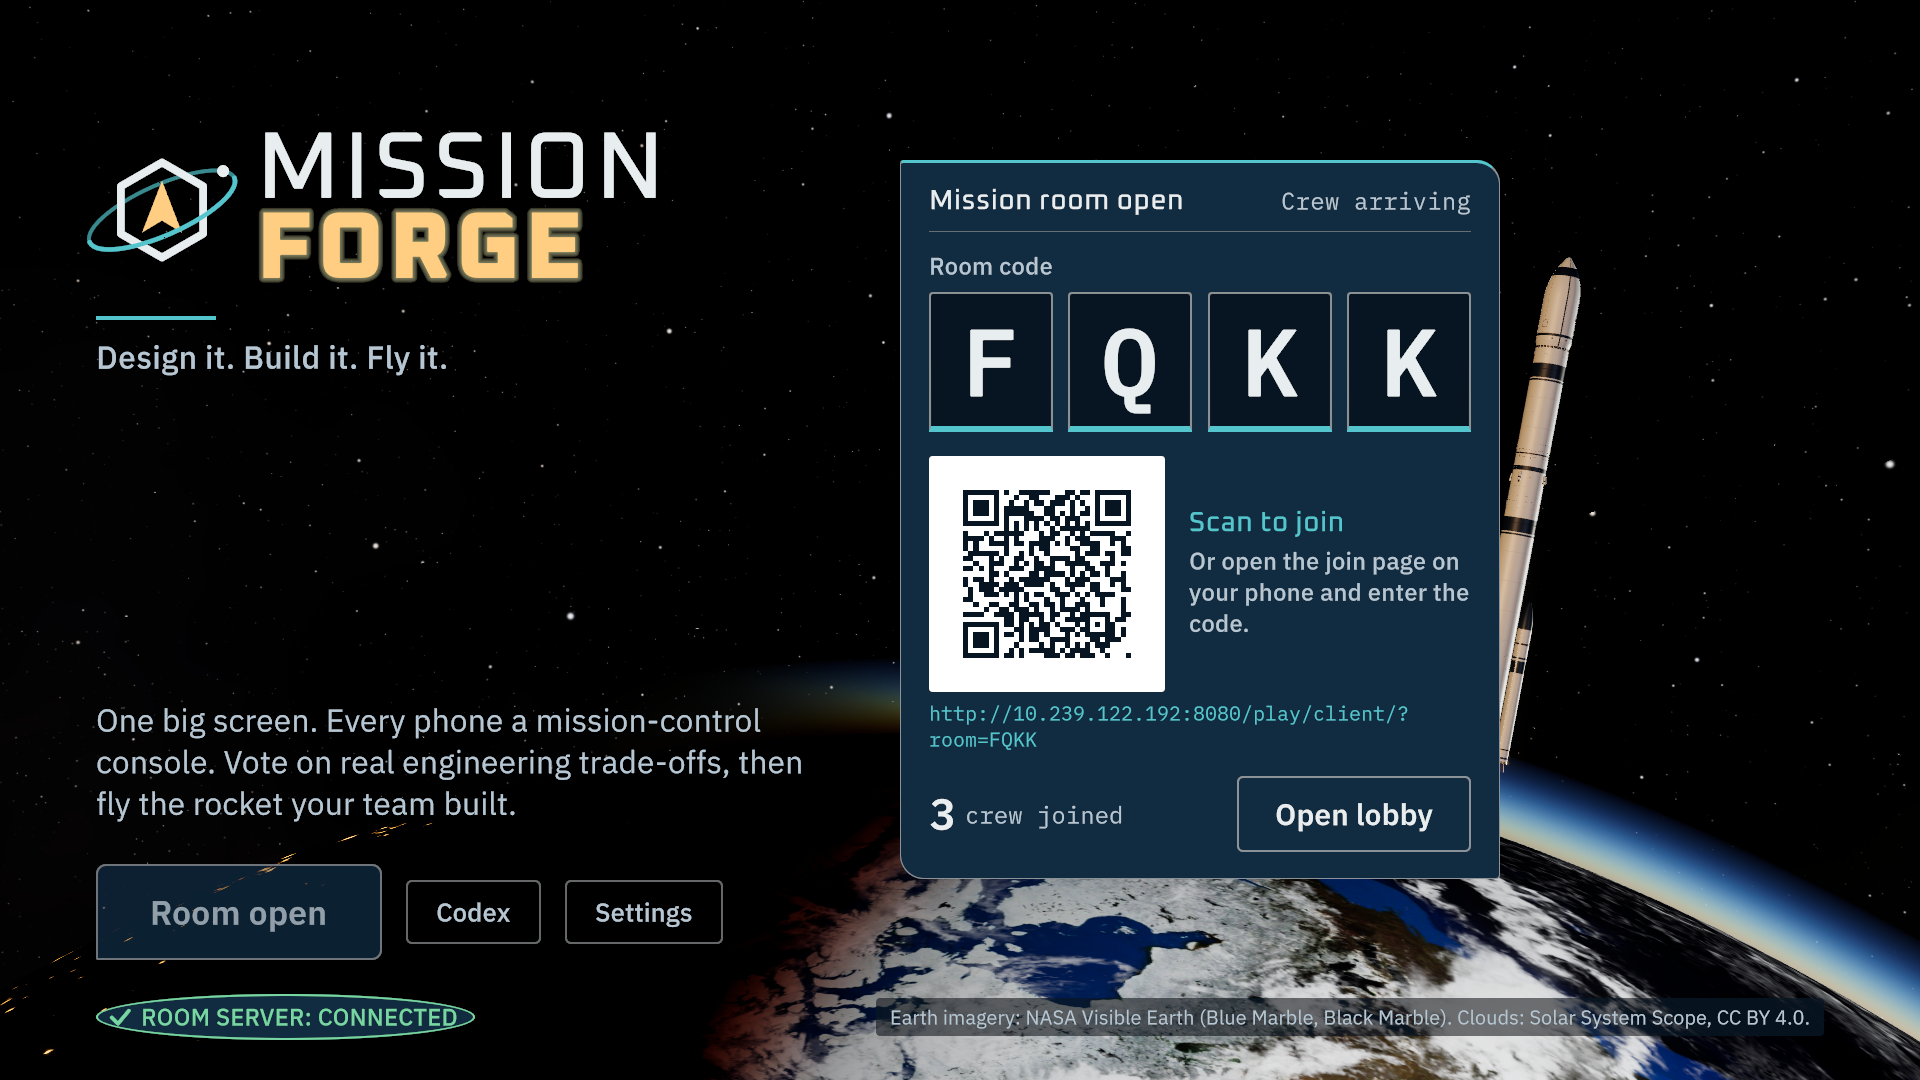 MISSION
FORGE
Design it. Build it. Fly it.
One big screen. Every phone a mission-control
console. Vote on real engineering trade-offs, then
fly the rocket your team built.
Room open
Codex
Settings
ROOM SERVER: CONNECTED
Mission room open
Crew arriving
Room code
F Q K K
Scan to join
Or open the join page on
your phone and enter the
code.
http://10.239.122.192:8080/play/client/?
room=FQKK
3 crew joined
Open lobby
Earth imagery: NASA Visible Earth (Blue Marble, Black Marble). Clouds: Solar System Scope, CC BY 4.0.